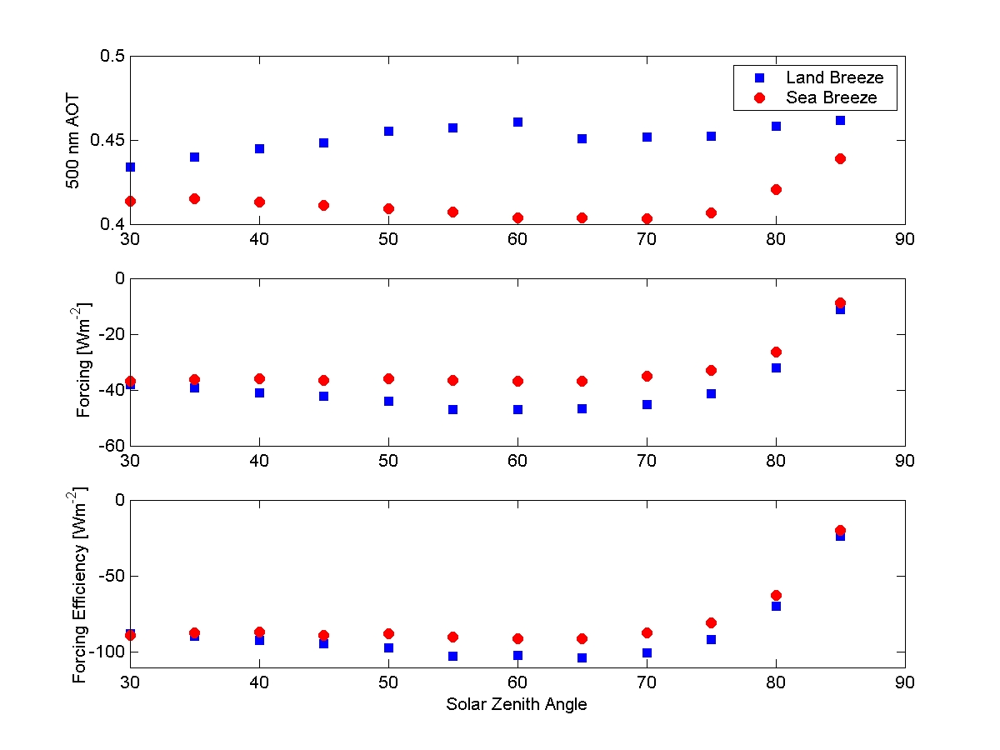 0.5
0.45
0.4
500 nm AOT
Land Breeze
Sea Breeze
30 40 50 60 70 80 90
0
-20
-40
-60
Forcing [Wm-2]
30 40 50 60 70 80 90
0
-50
-100
Forcing Efficiency [Wm-2]
30 40 50 60 70 80 90
Solar Zenith Angle